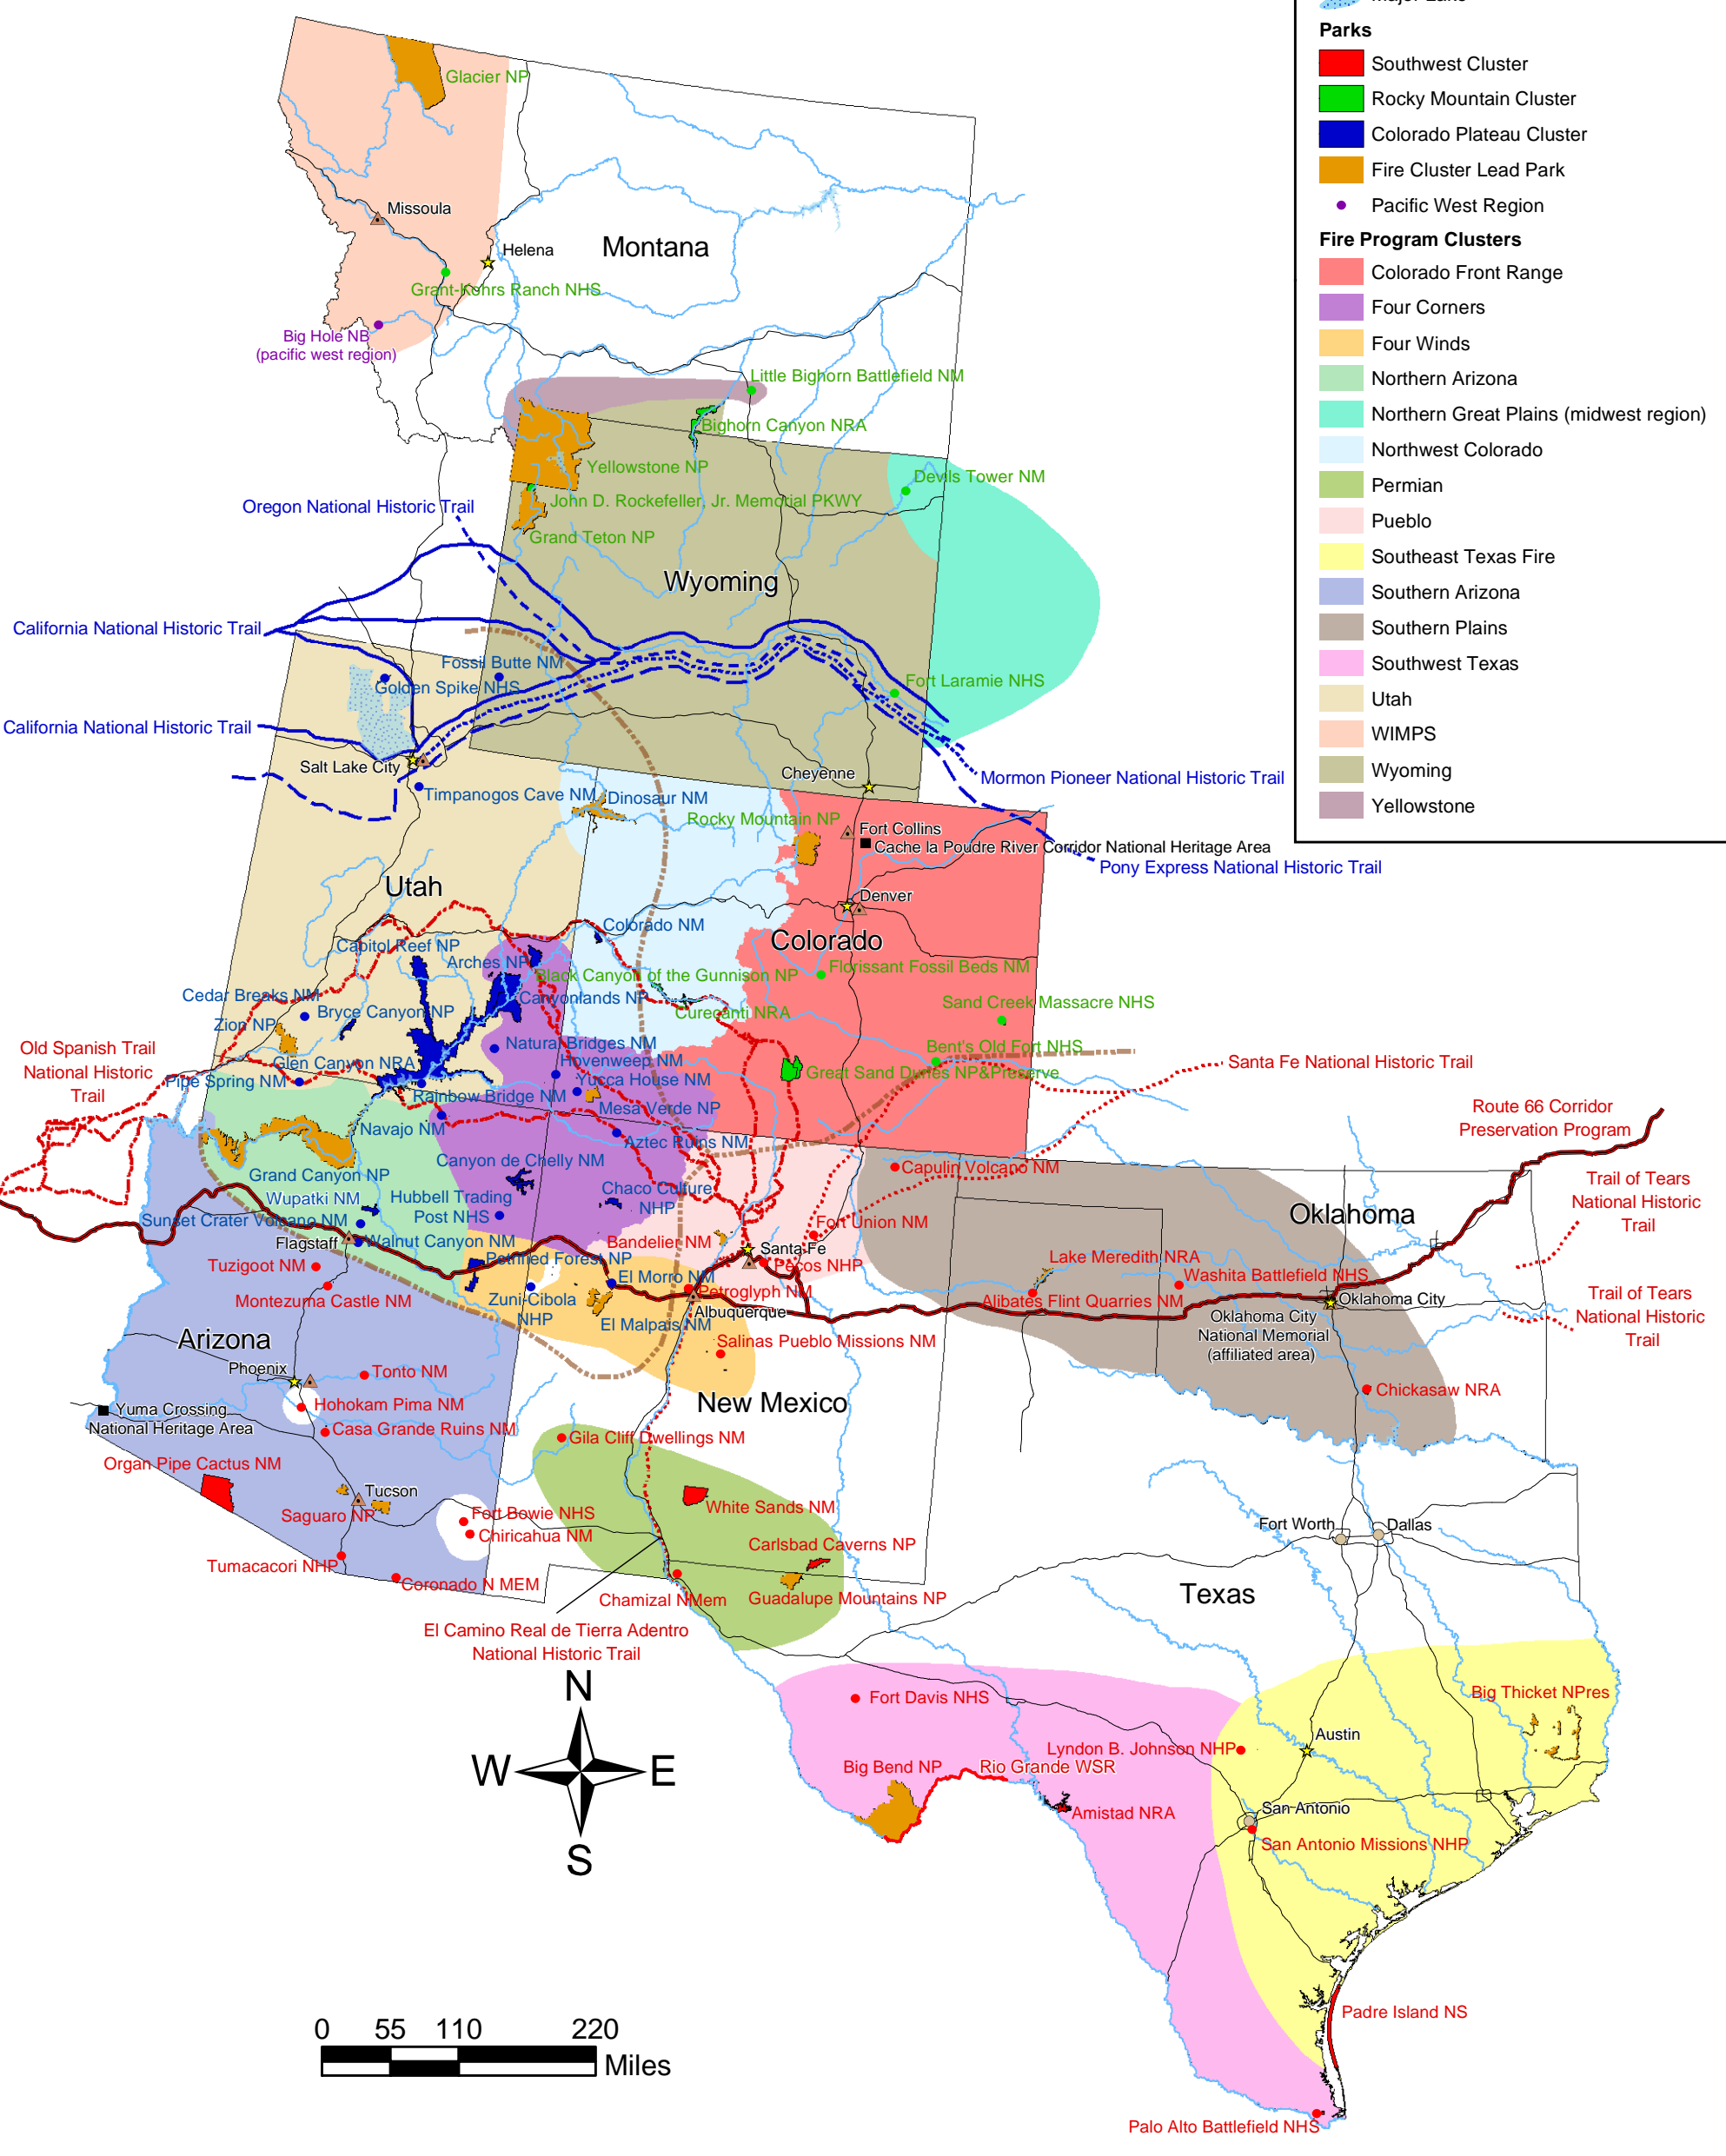 Major Lake
Parks
Southwest Cluster
Rocky Mountain Cluster
Colorado Plateau Cluster
Fire Cluster Lead Park
Pacific West Region
Fire Program Clusters
Colorado Front Range
Four Corners
Four Winds
Northern Arizona
Northern Great Plains (midwest region)
Northwest Colorado
Permian
Pueblo
Southeast Texas Fire
Southern Arizona
Southern Plains
Southwest Texas
Utah
WIMPS
Wyoming
Yellowstone
Glacier NP
Missoula
Helena
Montana
Grant-Kohrs Ranch NHS
Big Hole NB
(pacific west region)
Little Bighorn Battlefield NM
Bighorn Canyon NRA
Yellowstone NP
Devils Tower NM
John D. Rockefeller, Jr. Memorial PKWY
Oregon National Historic Trail
Grand Teton NP
Wyoming
California National Historic Trail
Fossil Butte NM
Golden Spike NHS
Fort Laramie NHS
California National Historic Trail
Salt Lake City
Cheyenne
Mormon Pioneer National Historic Trail
Timpanogos Cave NM
Dinosaur NM
Rocky Mountain NP
Fort Collins
Cache la Poudre River Corridor National Heritage Area
Pony Express National Historic Trail
Utah
Denver
Colorado NM
Colorado
Capitol Reef NP
Arches NP
Black Canyon of the Gunnison NP
Florissant Fossil Beds NM
Cedar Breaks NM
Bryce Canyon NP
Canyonlands NP
Curecanti NRA
Sand Creek Massacre NHS
Zion NP
Old Spanish Trail
National Historic
Trail
Natural Bridges NM
Bent's Old Fort NHS
Glen Canyon NRA
Hovenweep NM
Santa Fe National Historic Trail
Pipe Spring NM
Yucca House NM
Great Sand Dunes NP&Preserve
Rainbow Bridge NM
Mesa Verde NP
Route 66 Corridor
Preservation Program
Navajo NM
Aztec Ruins NM
Canyon de Chelly NM
Capulin Volcano NM
Grand Canyon NP
Wupatki NM
Hubbell Trading
Post NHS
Chaco Culture
NHP
Trail of Tears
National Historic
Trail
Sunset Crater Volcano NM
Fort Union NM
Oklahoma
Flagstaff
Walnut Canyon NM
Bandelier NM
Santa Fe
Petrified Forest NP
Pecos NHP
Lake Meredith NRA
Tuzigoot NM
El Morro NM
Washita Battlefield NHS
Montezuma Castle NM
Zuni-Cibola
NHP
Petroglyph NM
Alibates Flint Quarries NM
Oklahoma City
Trail of Tears
National Historic
Trail
Albuquerque
El Malpais NM
Oklahoma City
National Memorial
(affiliated area)
Arizona
Salinas Pueblo Missions NM
Phoenix
Tonto NM
Chickasaw NRA
New Mexico
Hohokam Pima NM
Yuma Crossing
National Heritage Area
Casa Grande Ruins NM
Gila Cliff Dwellings NM
Organ Pipe Cactus NM
Tucson
White Sands NM
Saguaro NP
Fort Bowie NHS
Chiricahua NM
Fort Worth
Dallas
Carlsbad Caverns NP
Tumacacori NHP
Coronado N MEM
Chamizal NMem
Guadalupe Mountains NP
Texas
El Camino Real de Tierra Adentro
National Historic Trail
N
W
E
S
Fort Davis NHS
Big Thicket NPres
Austin
Lyndon B. Johnson NHP
Big Bend NP
Rio Grande WSR
Amistad NRA
San Antonio
San Antonio Missions NHP
Padre Island NS
0 55 110 220
Miles
Palo Alto Battlefield NHS